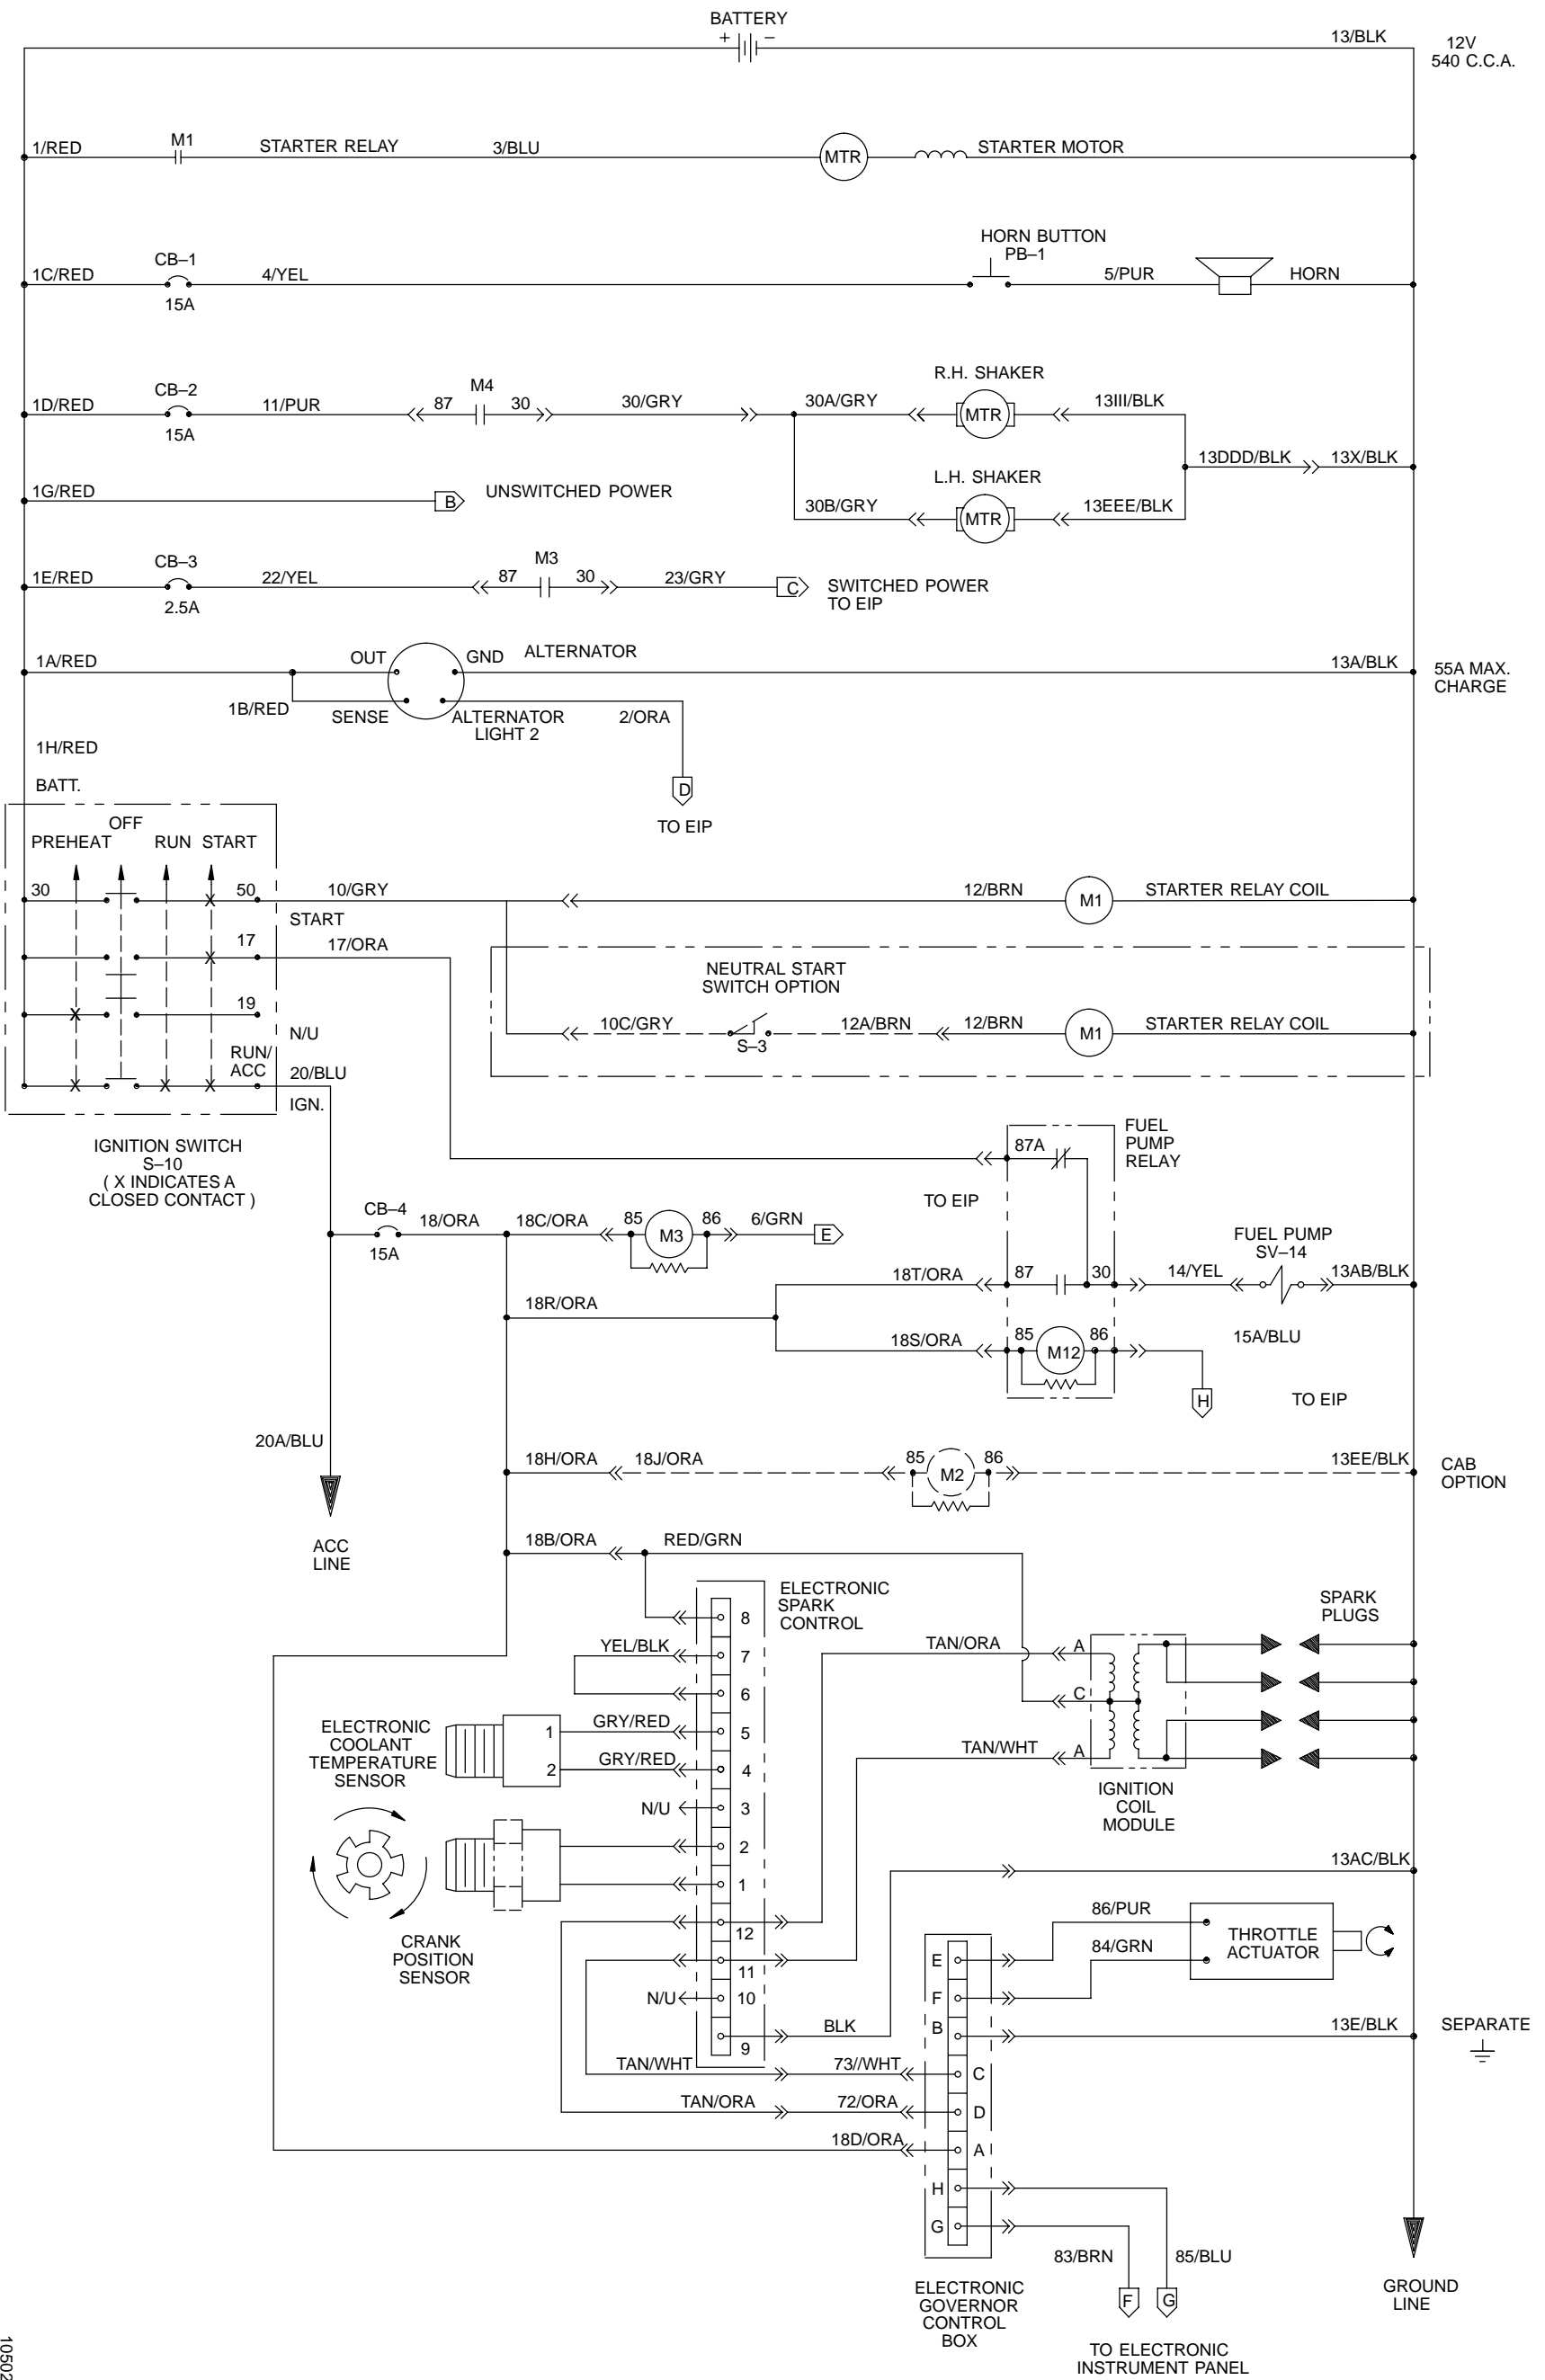 BATTERY
+ −
13/BLK
12V
540 C.C.A.
1/RED
M1
STARTER RELAY
3/BLU
MTR
STARTER MOTOR
HORN BUTTON
PB–1
1C/RED
CB–1
15A
4/YEL
5/PUR
HORN
R.H. SHAKER
1D/RED
CB–2
15A
11/PUR
87
M4
30
30/GRY
30A/GRY
MTR
13III/BLK
13DDD/BLK
13X/BLK
1G/RED
B
UNSWITCHED POWER
L.H. SHAKER
30B/GRY
MTR
13EEE/BLK
1E/RED
CB–3
2.5A
22/YEL
87
M3
30
23/GRY
C
SWITCHED POWER
TO EIP
1A/RED
OUT
GND
ALTERNATOR
13A/BLK
55A MAX.
CHARGE
1B/RED
SENSE
ALTERNATOR
LIGHT 2
2/ORA
1H/RED
BATT.
D
TO EIP
OFF
PREHEAT
RUN
START
30
X
50
10/GRY
12/BRN
M1
STARTER RELAY COIL
START
X
17
17/ORA
NEUTRAL START
SWITCH OPTION
X
19
N/U
10C/GRY
S–3
12A/BRN
12/BRN
M1
STARTER RELAY COIL
RUN/
ACC
20/BLU
X X X
IGN.
IGNITION SWITCH
S–10
( X INDICATES A
CLOSED CONTACT )
87A
FUEL
PUMP
RELAY
TO EIP
CB–4
15A
18/ORA
18C/ORA
85
M3
86
6/GRN
E
FUEL PUMP
SV–14
18T/ORA
87
30
14/YEL
13AB/BLK
18R/ORA
18S/ORA
85
M12
86
15A/BLU
H
TO EIP
20A/BLU
18H/ORA
18J/ORA
85
M2
86
13EE/BLK
CAB
OPTION
ACC
LINE
18B/ORA
RED/GRN
ELECTRONIC
SPARK
CONTROL
SPARK
PLUGS
8
YEL/BLK
7
TAN/ORA
A
6
C
ELECTRONIC
COOLANT
TEMPERATURE
SENSOR
1
GRY/RED
5
2
GRY/RED
4
TAN/WHT
A
IGNITION
COIL
MODULE
N/U
3
2
1
13AC/BLK
CRANK
POSITION
SENSOR
12
86/PUR
THROTTLE
ACTUATOR
11
E
84/GRN
N/U
10
F
BLK
9
B
13E/BLK
SEPARATE
TAN/WHT
73//WHT
C
TAN/ORA
72/ORA
D
18D/ORA
A
H
G
83/BRN
85/BLU
ELECTRONIC
GOVERNOR
CONTROL
BOX
F
G
TO ELECTRONIC
INSTRUMENT PANEL
GROUND
LINE
10502